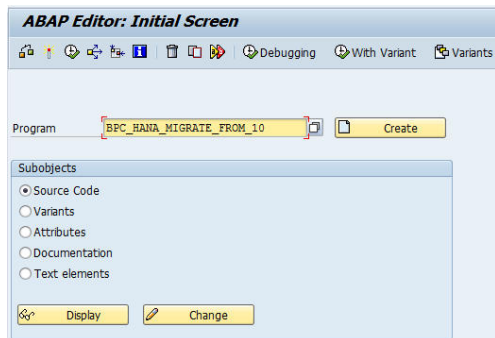 ABAP Editor: Initial Screen
Debugging With Variant Variants
Program BPC_HANA_MIGRATE_FROM_10 Create
Subobjects
Source Code
Variants
Attributes
Documentation
Text elements
Display Change